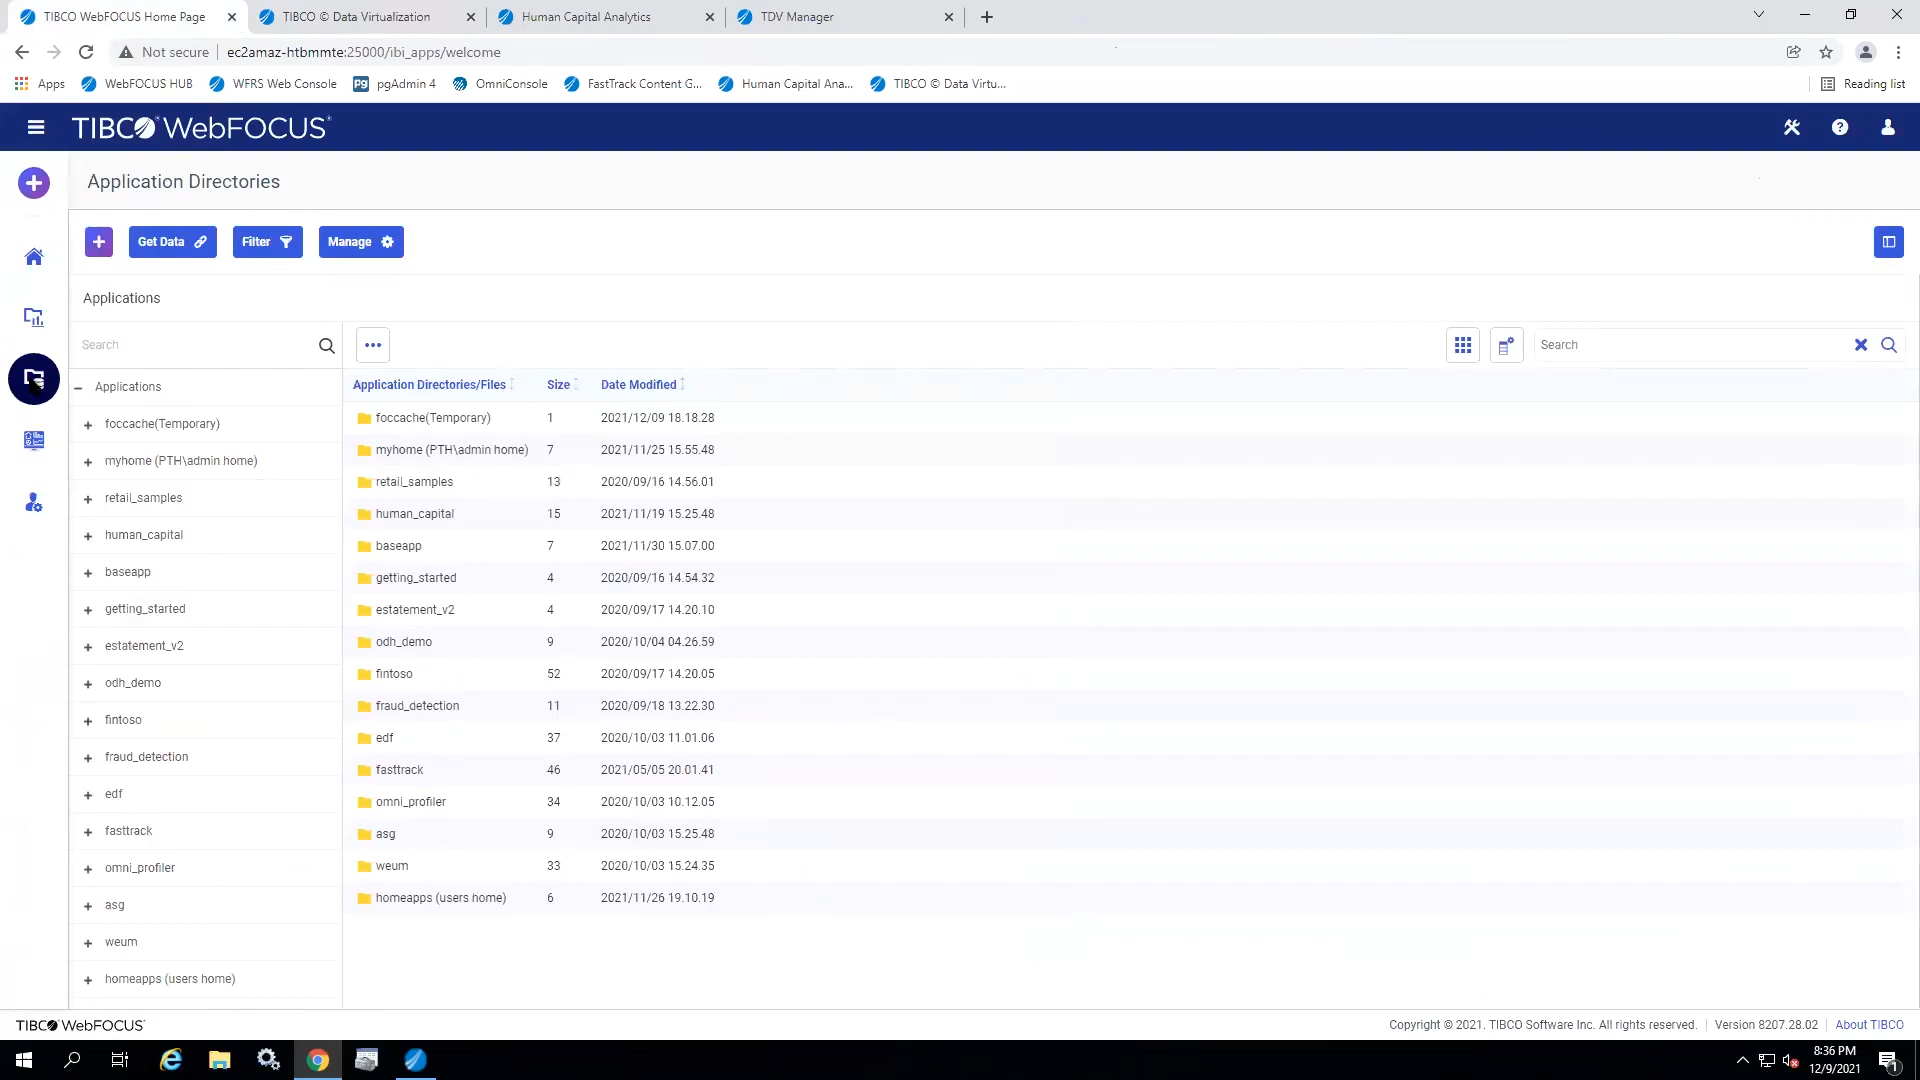 TIBCO WebFOCUS Home Page
TIBCO © Data Virtualization
Human Capital Analytics
TDV Manager
Not secure
ec2amaz-htbmmte:25000/ibi_apps/welcome
Apps
WebFOCUS HUB
WFRS Web Console
Pg
pgAdmin 4
OmniConsole
FastTrack Content G...
Human Capital Ana...
TIBCO © Data Virtu...
Reading list
TIBCO WebFOCUS®
Application Directories
Get Data
Filter
Manage
Applications
Search
Search
Application Directories/Files
Size
Date Modified
Applications
foccache(Temporary)
myhome (PTH\admin home)
retail_samples
human_capital
baseapp
getting_started
estatement_v2
odh_demo
fintoso
fraud_detection
edf
fasttrack
omni_profiler
asg
weum
homeapps (users home)
foccache(Temporary) 1 2021/12/09 18.18.28
myhome (PTH\admin home) 7 2021/11/25 15.55.48
retail_samples 13 2020/09/16 14.56.01
human_capital 15 2021/11/19 15.25.48
baseapp 7 2021/11/30 15.07.00
getting_started 4 2020/09/16 14.54.32
estatement_v2 4 2020/09/17 14.20.10
odh_demo 9 2020/10/04 04.26.59
fintoso 52 2020/09/17 14.20.05
fraud_detection 11 2020/09/18 13.22.30
edf 37 2020/10/03 11.01.06
fasttrack 46 2021/05/05 20.01.41
omni_profiler 34 2020/10/03 10.12.05
asg 9 2020/10/03 15.25.48
weum 33 2020/10/03 15.24.35
homeapps (users home) 6 2021/11/26 19.10.19
TIBCO WebFOCUS®
Copyright © 2021. TIBCO Software Inc. All rights reserved.
Version 8207.28.02
About TIBCO
8:36 PM
12/9/2021
1